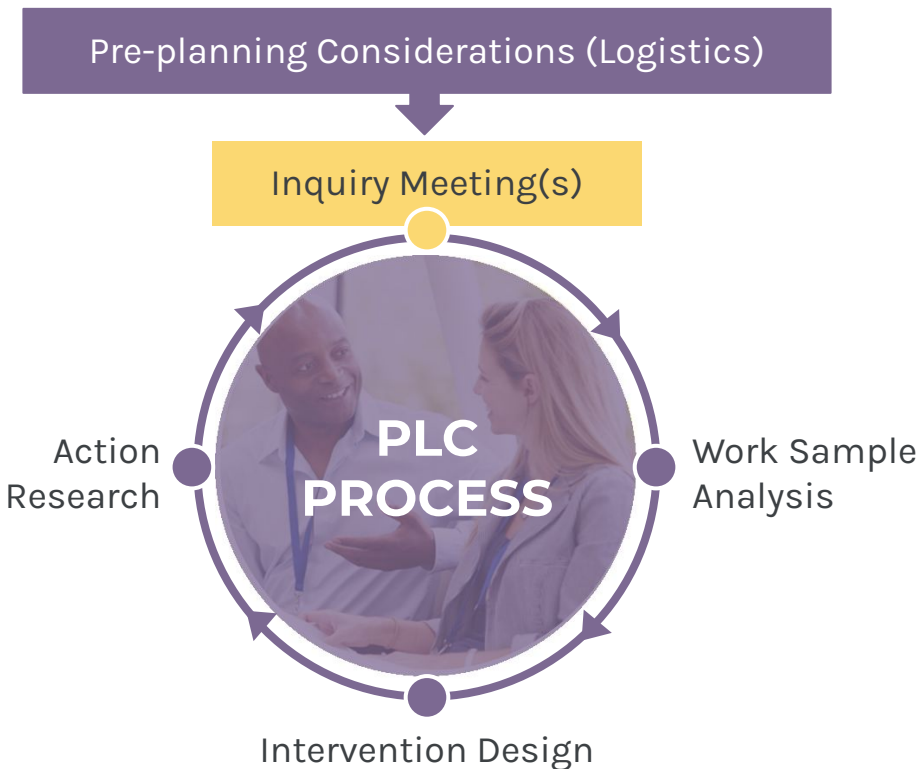 Pre-planning Considerations (Logistics)
Inquiry Meeting(s)
PLC
PROCESS
Work Sample
Analysis
Intervention Design
Action
Research